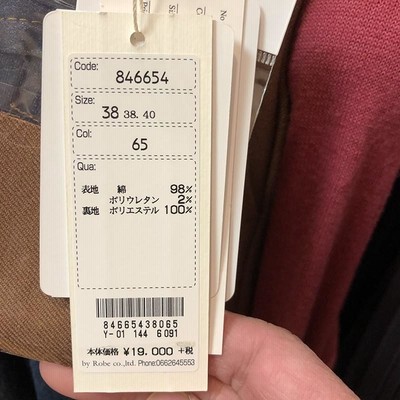 Code:
846654
Size:
38 38. 40
Col:
65
Qua:
表地 綿 98%
ポリウレタン 2%
裏地 ポリエステル 100%
84665438065
Y-01 144 6091
本体価格 ¥19,000 +税
by Robe co.,ltd. Phone:0662645553
No
Size